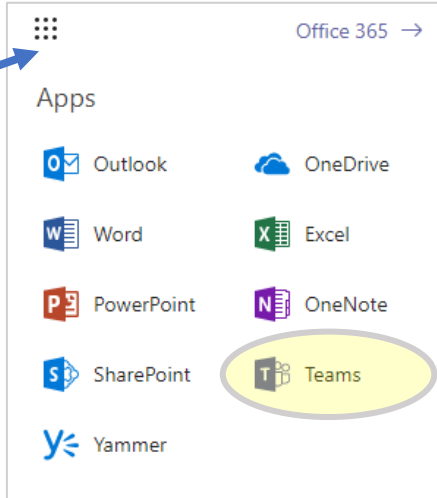 Office 365 →
Apps
Outlook OneDrive
Word Excel
PowerPoint OneNote
SharePoint Teams
Yammer